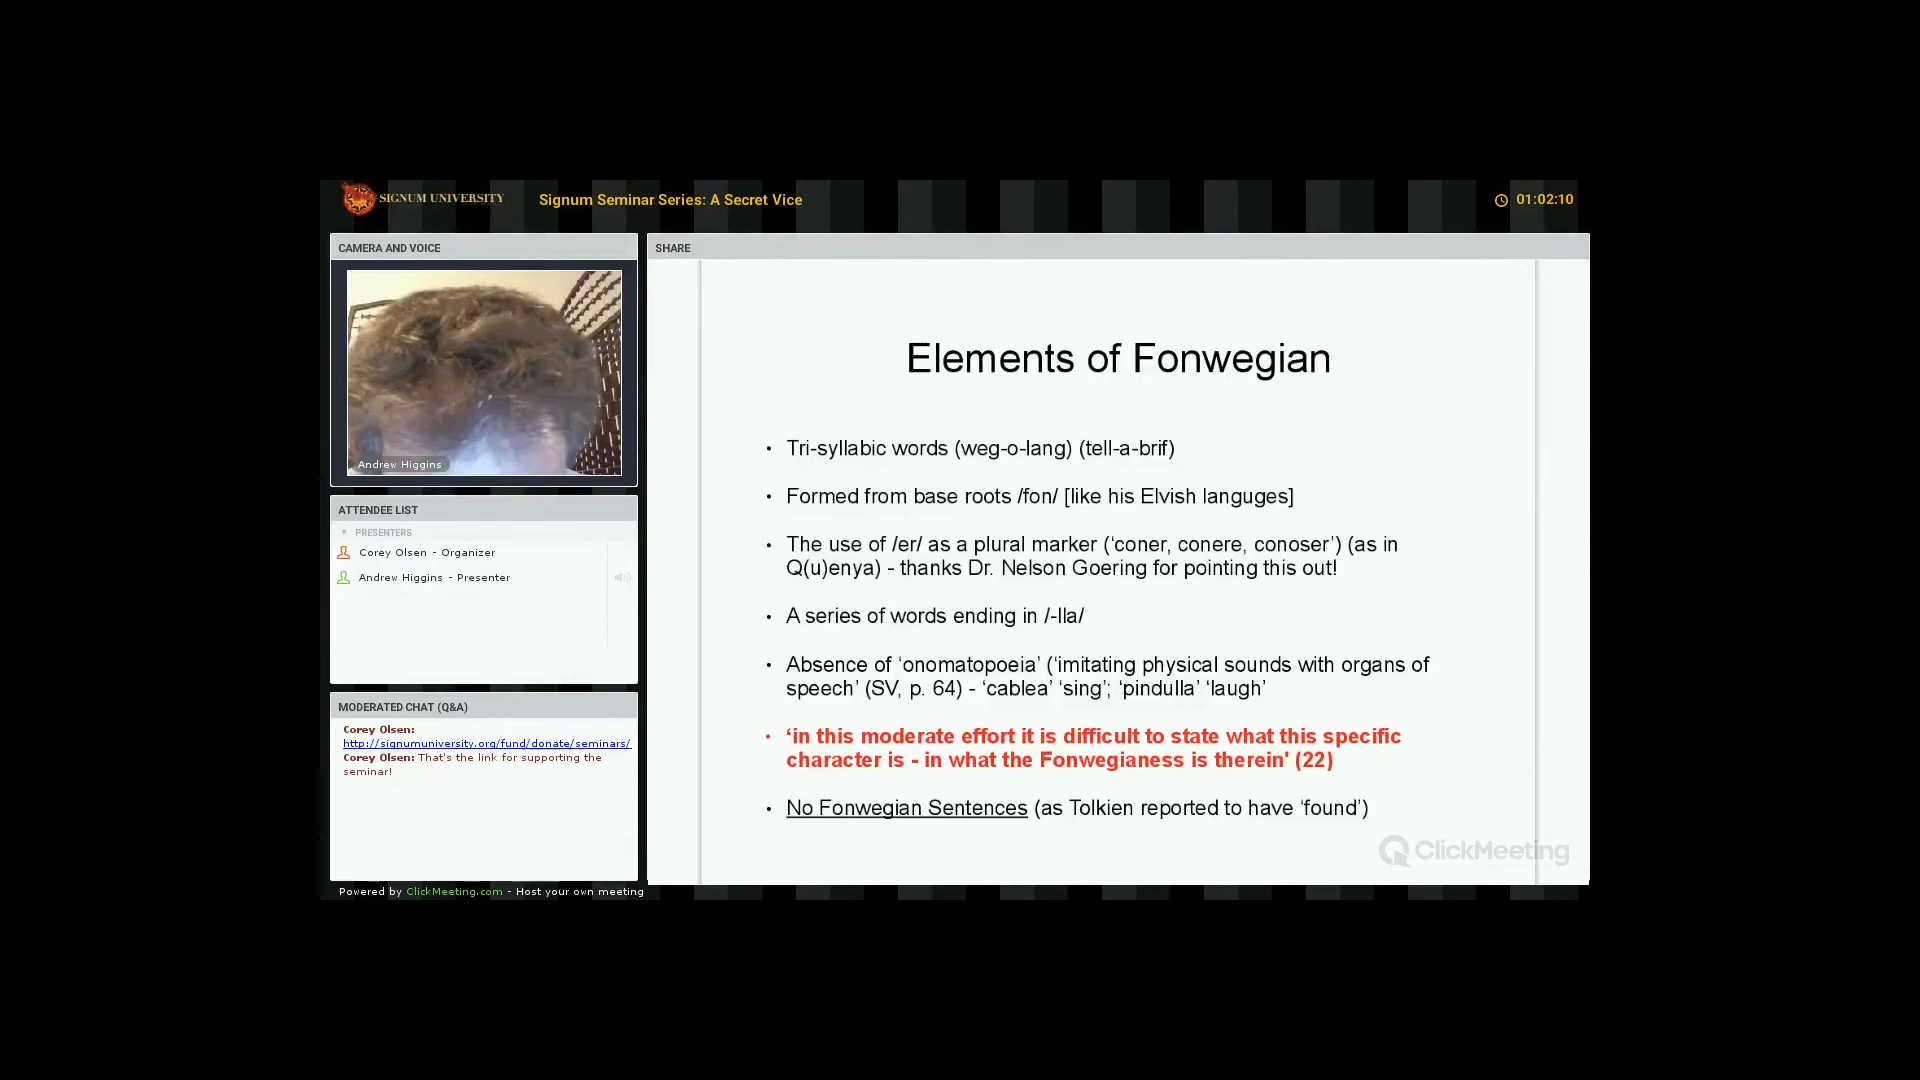 SIGNUM UNIVERSITY
Signum Seminar Series: A Secret Vice
01:02:10
CAMERA AND VOICE
Andrew Higgins
ATTENDEE LIST
PRESENTERS
Corey Olsen - Organizer
Andrew Higgins - Presenter
MODERATED CHAT (Q&A)
Corey Olsen:
http://signumuniversity.org/fund/donate/seminars/
Corey Olsen: That's the link for supporting the
seminar!
Powered by ClickMeeting.com - Host your own meeting
SHARE
Elements of Fonwegian
• Tri-syllabic words (weg-o-lang) (tell-a-brif)
• Formed from base roots /fon/ [like his Elvish languges]
• The use of /er/ as a plural marker (‘coner, conere, conoser’) (as in
Q(u)enya) - thanks Dr. Nelson Goering for pointing this out!
• A series of words ending in /-lla/
• Absence of ‘onomatopoeia’ (‘imitating physical sounds with organs of
speech’ (SV, p. 64) - ‘cablea’ ‘sing’; ‘pindulla’ ‘laugh’
• ‘in this moderate effort it is difficult to state what this specific
character is - in what the Fonwegianess is therein' (22)
• No Fonwegian Sentences (as Tolkien reported to have ‘found’)
ClickMeeting